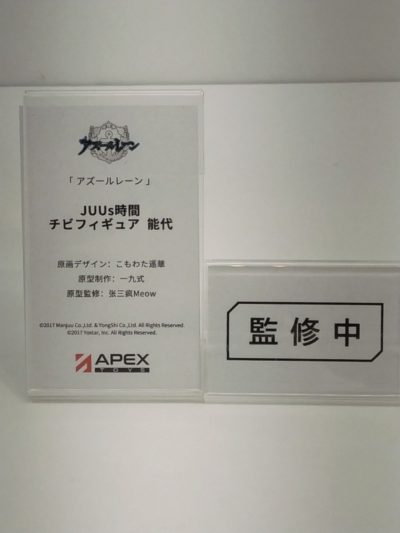 アズールレーン
「アズールレーン」
JUUs時間
チビフィギュア 能代
原画デザイン：こもわた遙華
原型制作：一九式
原型監修：张三疯Meow
©2017 Manjuu Co.,Ltd. & YongShi Co.,Ltd. All Rights Reserved.
©2017 Yostar, Inc. All Rights Reserved.
APEX
TOYS
監修中